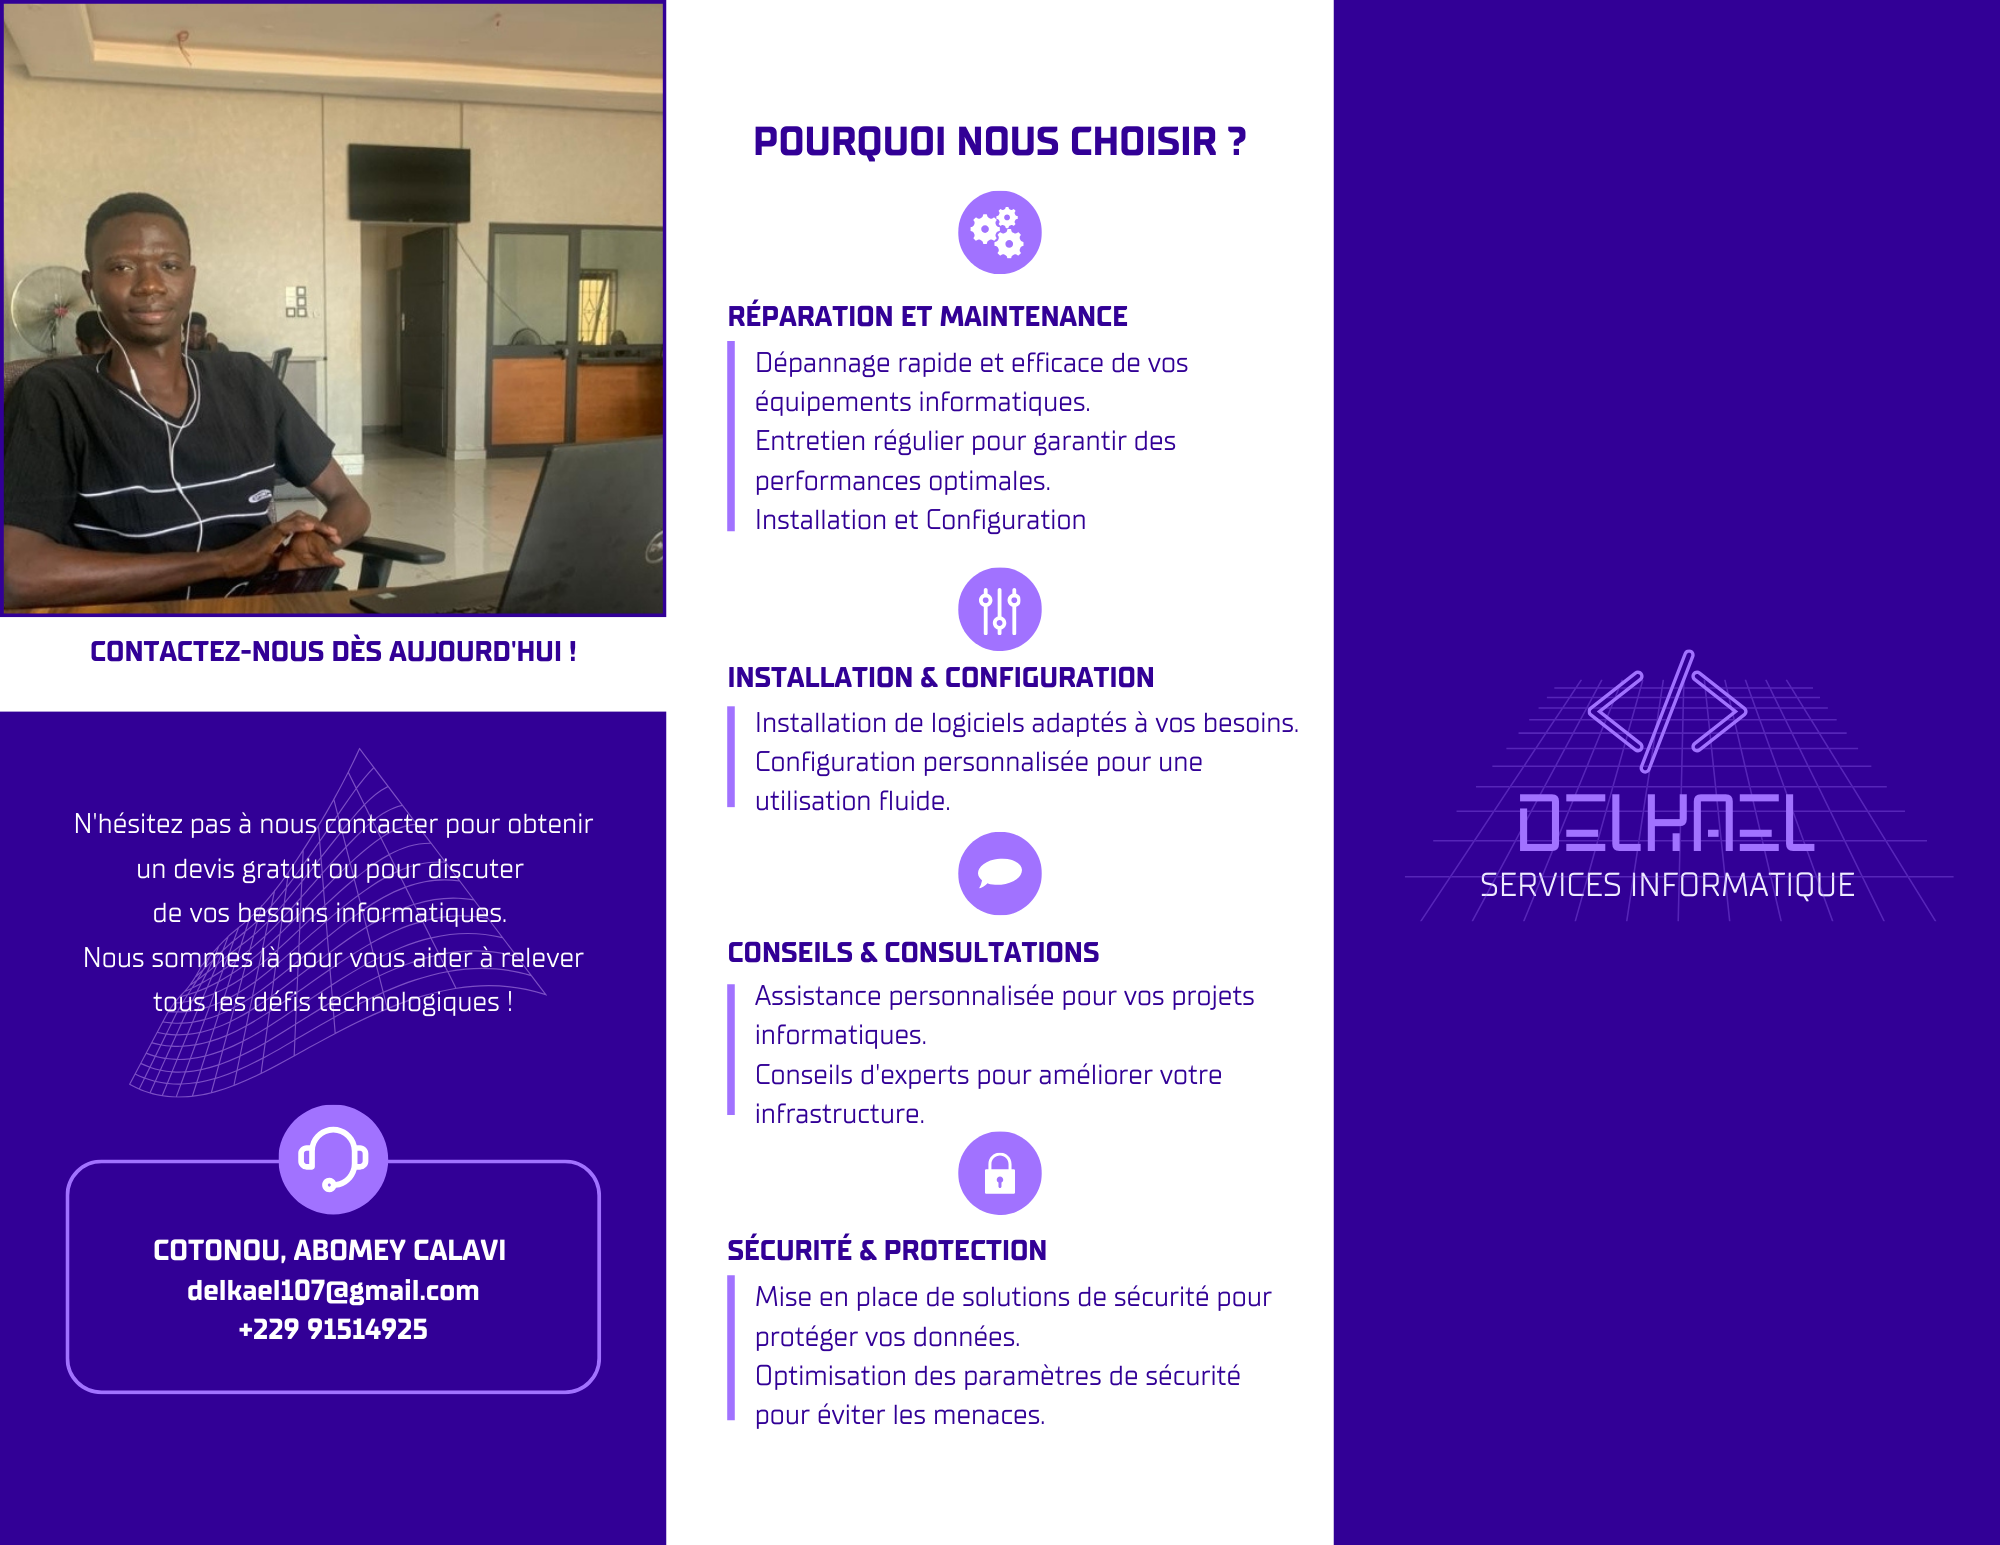 CONTACTEZ-NOUS DÈS AUJOURD'HUI !
N'hésitez pas à nous contacter pour obtenir
un devis gratuit ou pour discuter
de vos besoins informatiques.
Nous sommes là pour vous aider à relever
tous les défis technologiques !
COTONOU, ABOMEY CALAVI
delkael107@gmail.com
+229 91514925
POURQUOI NOUS CHOISIR ?
RÉPARATION ET MAINTENANCE
Dépannage rapide et efficace de vos
équipements informatiques.
Entretien régulier pour garantir des
performances optimales.
Installation et Configuration
INSTALLATION & CONFIGURATION
Installation de logiciels adaptés à vos besoins.
Configuration personnalisée pour une
utilisation fluide.
CONSEILS & CONSULTATIONS
Assistance personnalisée pour vos projets
informatiques.
Conseils d'experts pour améliorer votre
infrastructure.
SÉCURITÉ & PROTECTION
Mise en place de solutions de sécurité pour
protéger vos données.
Optimisation des paramètres de sécurité
pour éviter les menaces.
</>
DELKAEL
SERVICES INFORMATIQUE